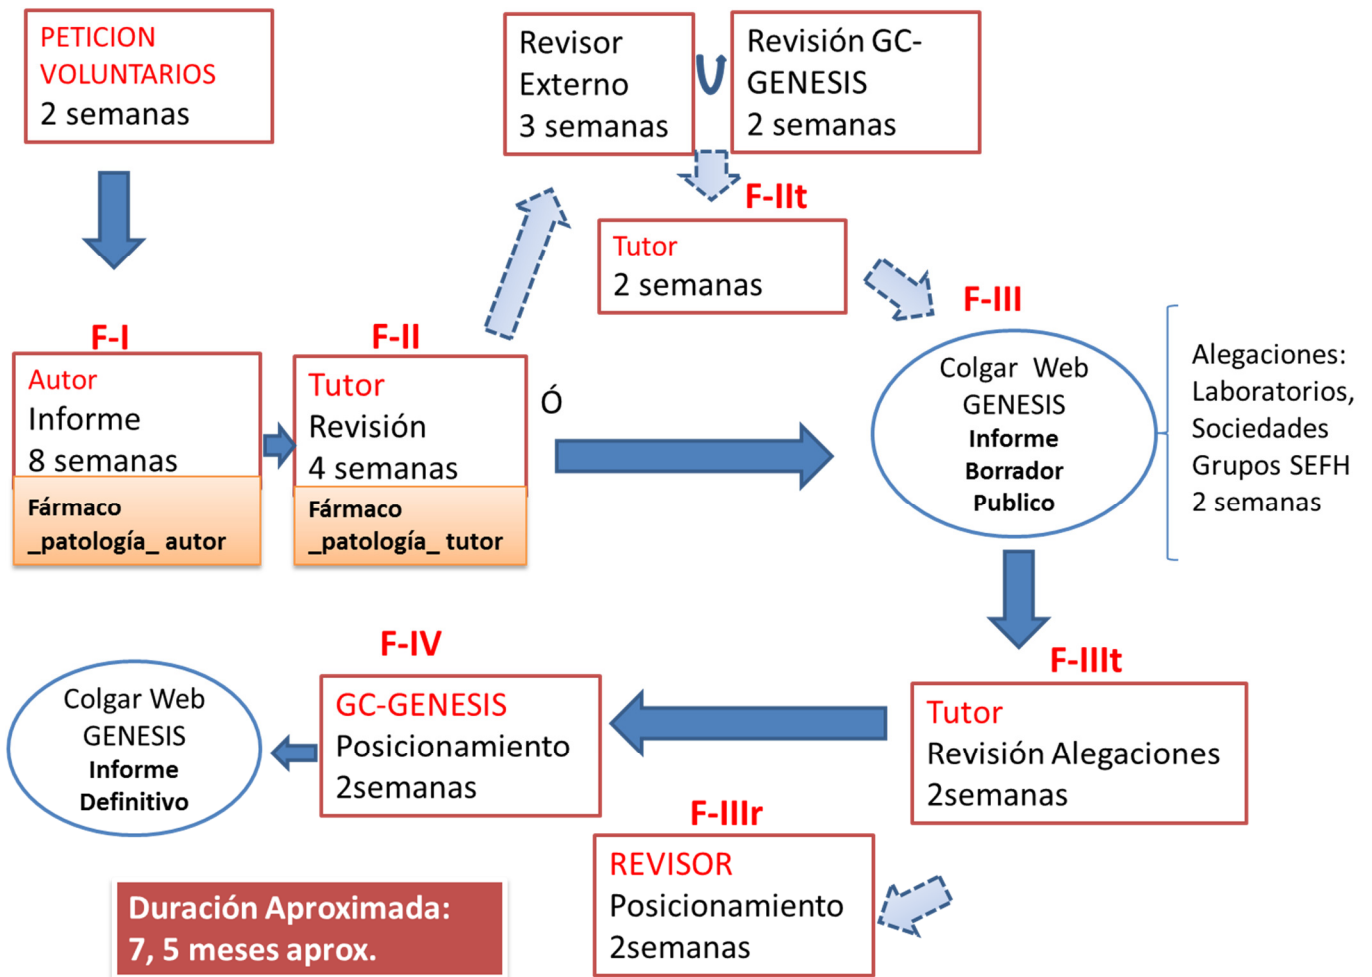 PETICION
VOLUNTARIOS
2 semanas
Revisor
Externo
3 semanas
Revisión GC-
GENESIS
2 semanas
F-IIt
Tutor
2 semanas
F-I
Autor
Informe
8 semanas
Fármaco
_patología_ autor
F-II
Tutor
Revisión
4 semanas
Fármaco
_patología_ tutor
Ó
F-III
Colgar Web
GENESIS
Informe
Borrador
Publico
Alegaciones:
Laboratorios,
Sociedades
Grupos SEFH
2 semanas
F-IIIt
Tutor
Revisión Alegaciones
2semanas
F-IIIr
REVISOR
Posicionamiento
2semanas
F-IV
GC-GENESIS
Posicionamiento
2semanas
Colgar Web
GENESIS
Informe
Definitivo
Duración Aproximada:
7, 5 meses aprox.